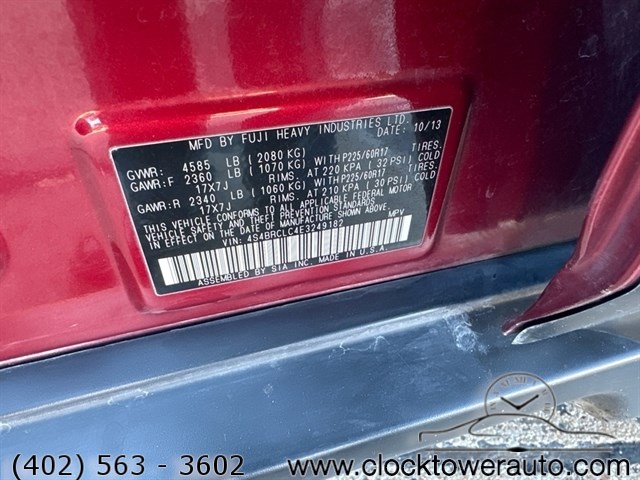 MFD BY FUJI HEAVY INDUSTRIES LTD.
DATE: 10/13
GVWR: 4585 LB ( 2080 KG)
GAWR:F 2360 LB ( 1070 KG) WITH P225/60R17 TIRES.
17X7J RIMS. AT 220 KPA ( 32 PSI) COLD
GAWR:R 2340 LB ( 1060 KG) WITH P225/60R17 TIRES.
17X7J RIMS. AT 210 KPA ( 30 PSI) COLD
THIS VEHICLE CONFORMS TO ALL APPLICABLE FEDERAL MOTOR
VEHICLE SAFETY AND THEFT PREVENTION STANDARDS
IN EFFECT ON THE DATE OF MANUFACTURE SHOWN ABOVE.
VIN: 4S4BRCLC4E3249182 MPV
ASSEMBLED BY SIA INC. MADE IN U.S.A.
(402) 563 - 3602 www.clocktowerauto.com